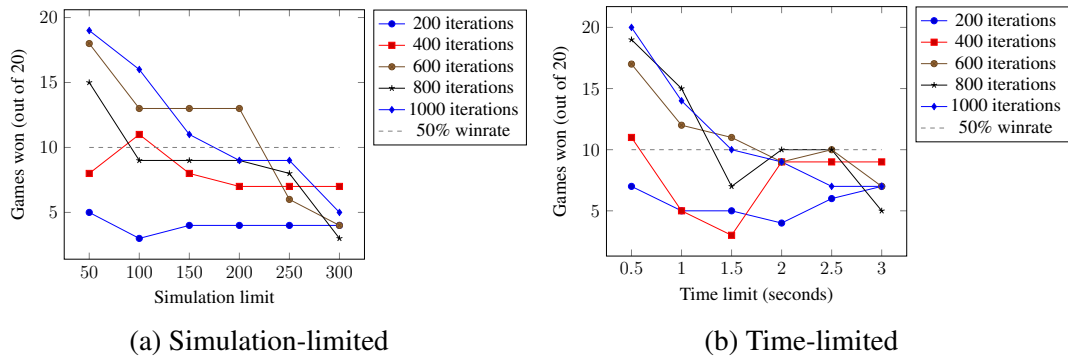 20
15
10
5
50
100
150
200
250
300
Games won (out of 20)
Simulation limit
200 iterations
400 iterations
600 iterations
800 iterations
1000 iterations
50% winrate
(a) Simulation-limited
20
15
10
5
0.5
1
1.5
2
2.5
3
Games won (out of 20)
Time limit (seconds)
200 iterations
400 iterations
600 iterations
800 iterations
1000 iterations
50% winrate
(b) Time-limited